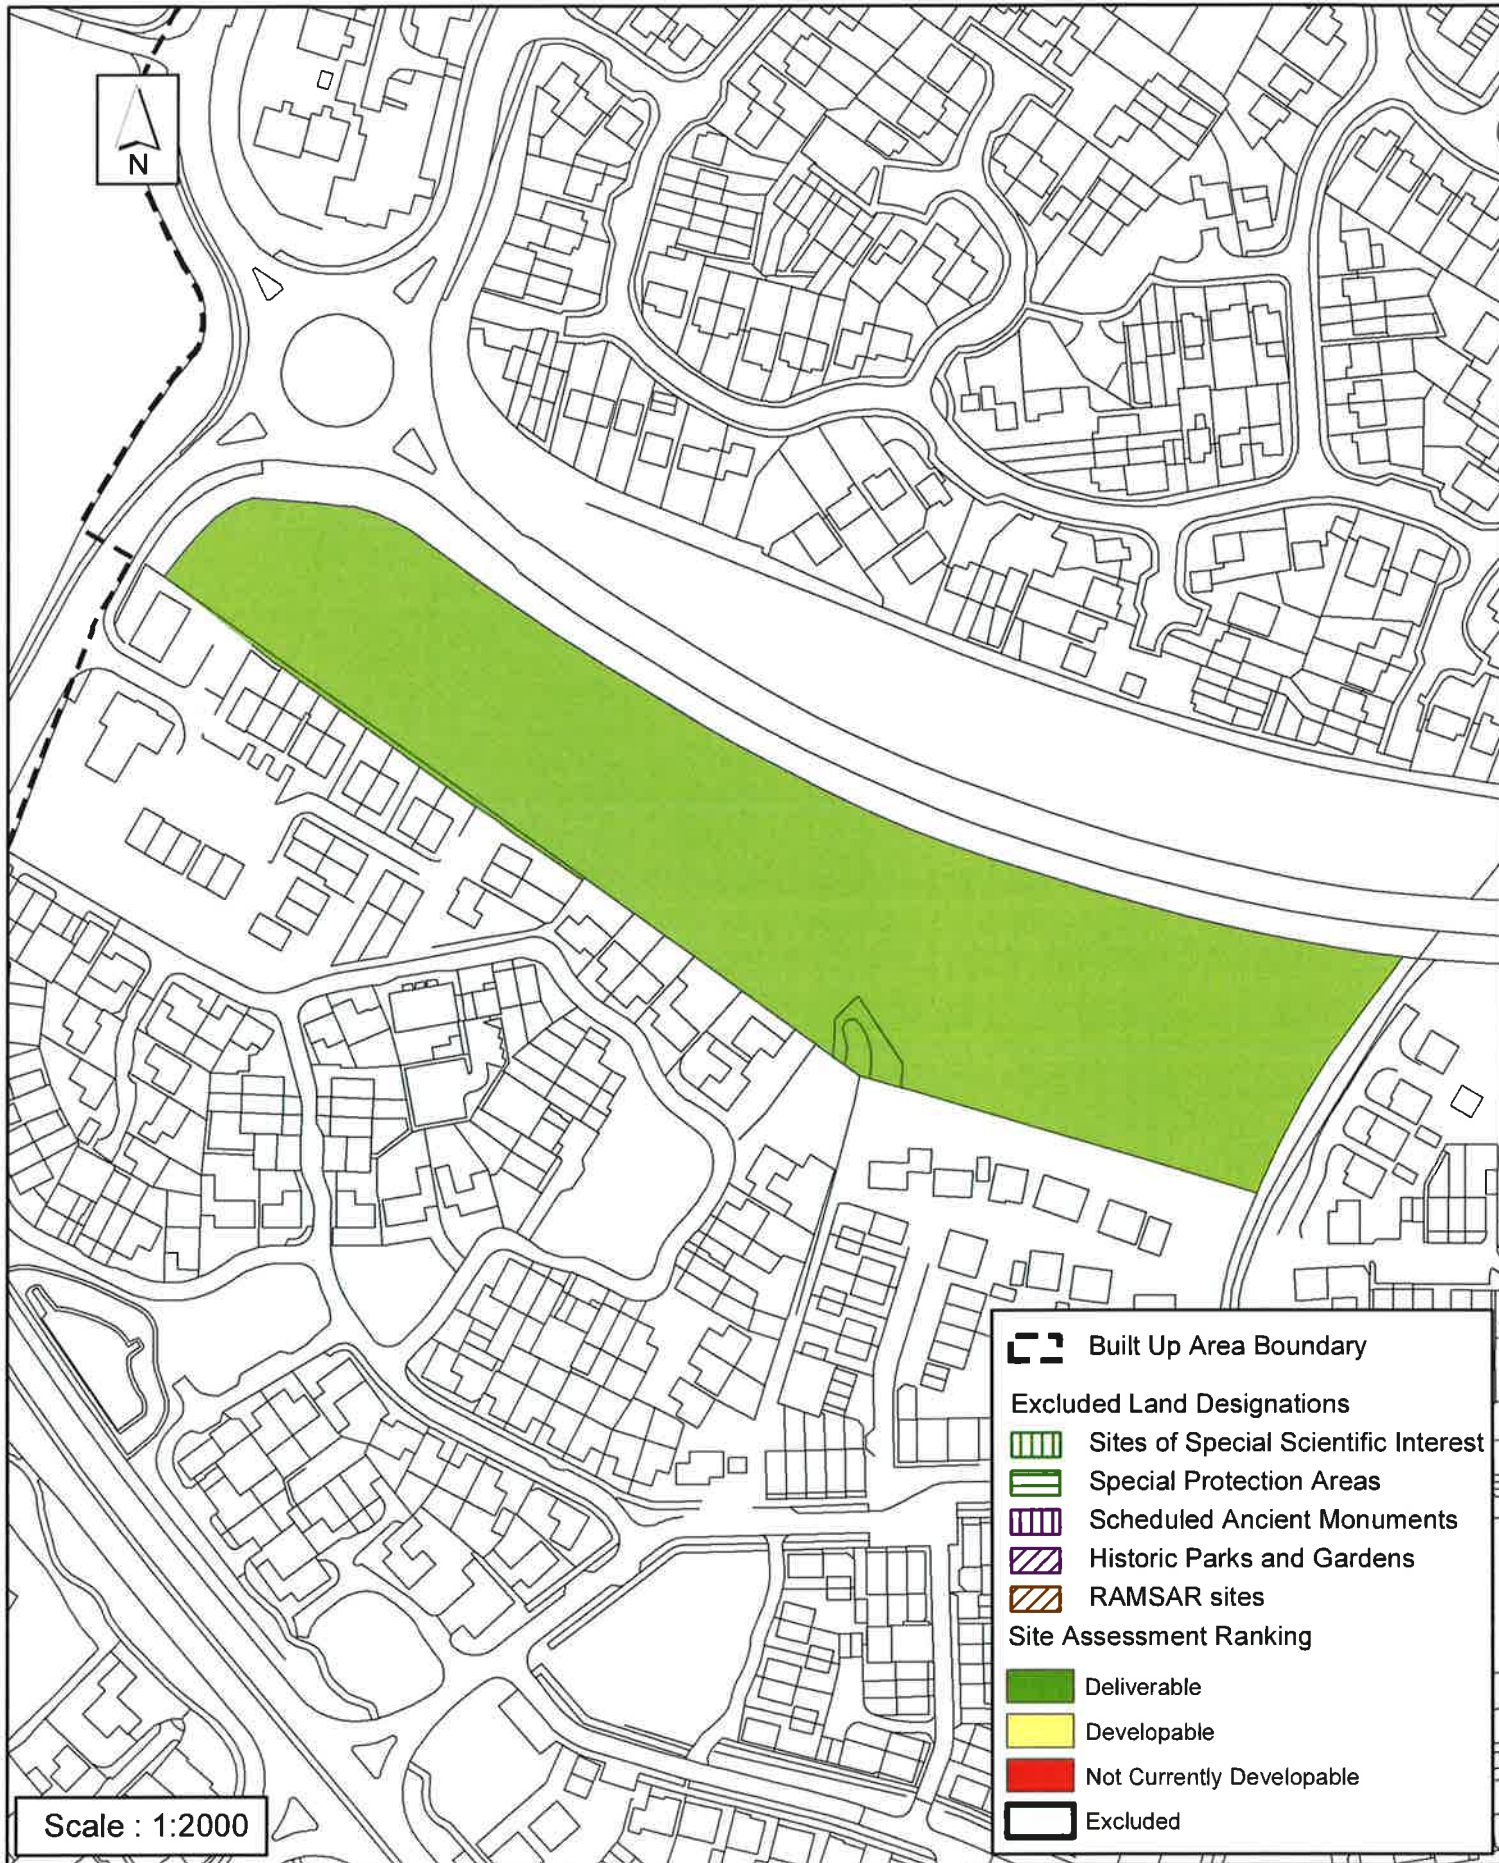 N
Built Up Area Boundary
Excluded Land Designations
Sites of Special Scientific Interest
Special Protection Areas
Scheduled Ancient Monuments
Historic Parks and Gardens
RAMSAR sites
Site Assessment Ranking
Deliverable
Developable
Not Currently Developable
Excluded
Scale : 1:2000